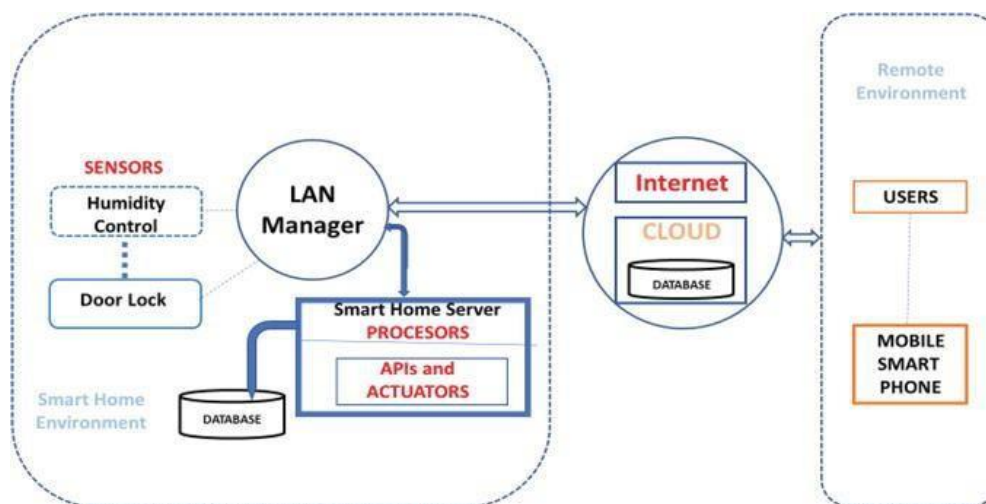 SENSORS
Humidity
Control
Door Lock
LAN
Manager
Smart Home Server
PROCESORS
APIs and
ACTUATORS
DATABASE
Smart Home
Environment
Internet
CLOUD
DATABASE
Remote
Environment
USERS
MOBILE
SMART
PHONE